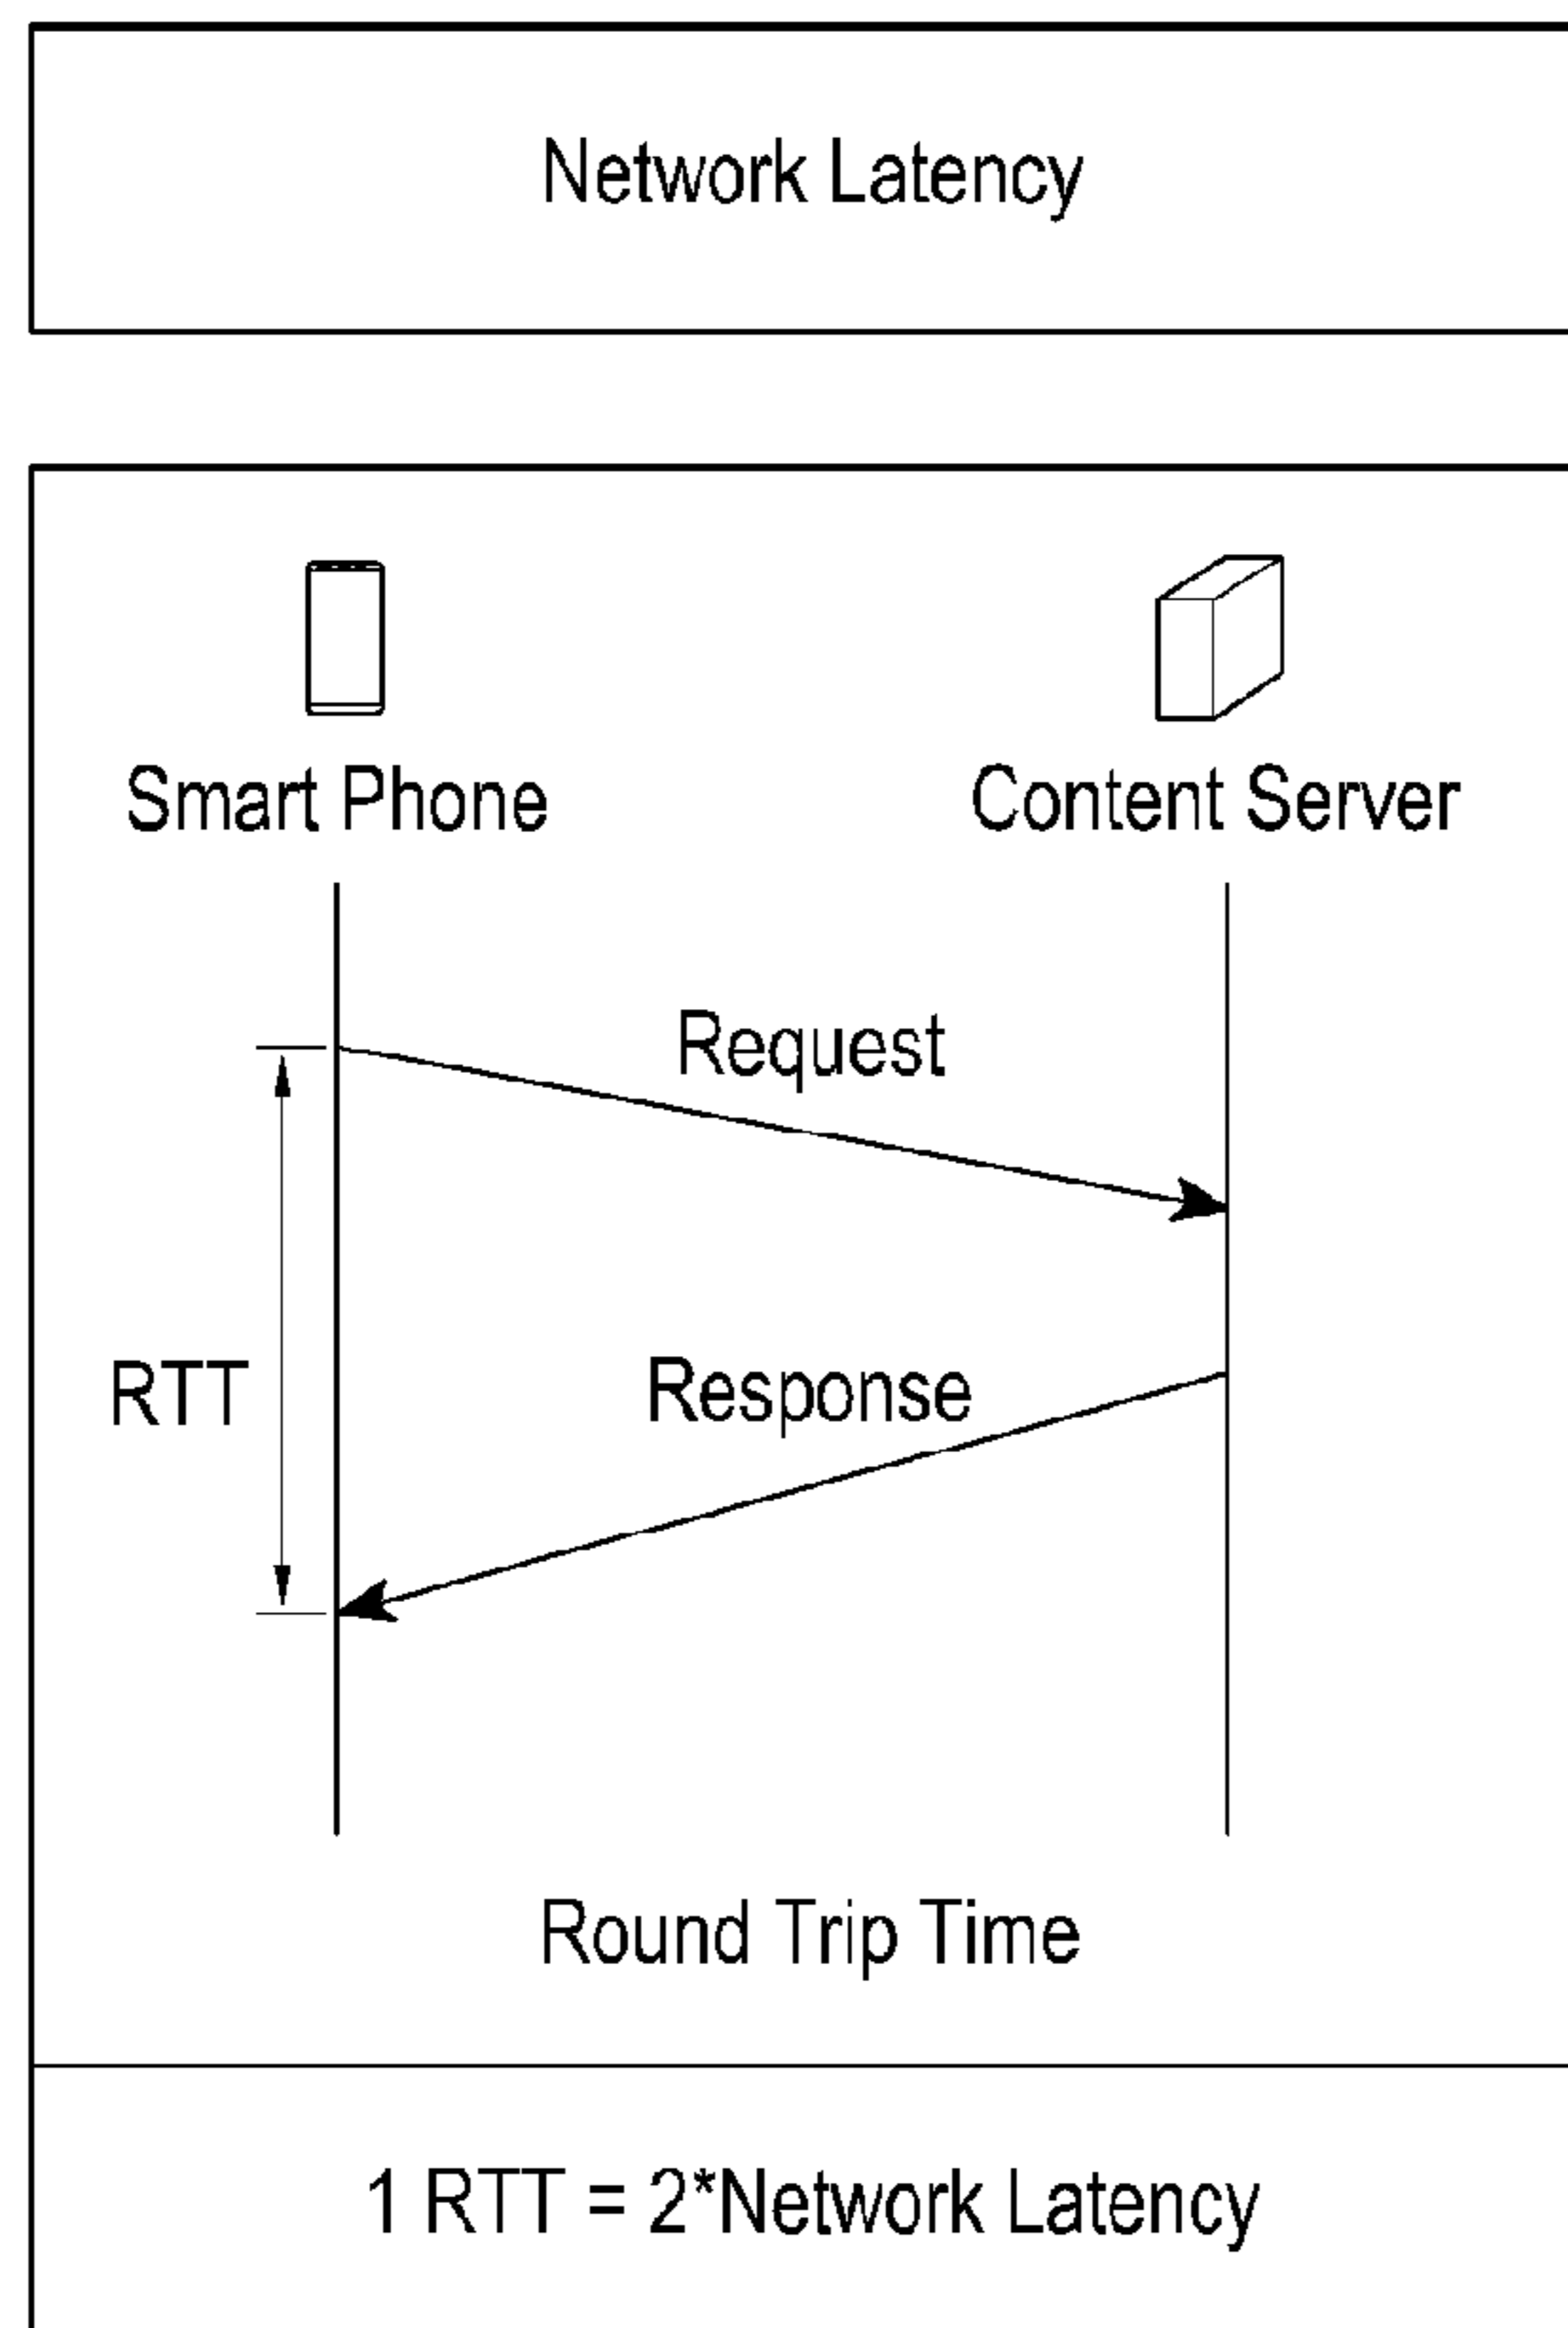 Network Latency
Smart Phone
Content Server
Request
RTT
Response
Round Trip Time
1 RTT = 2*Network Latency